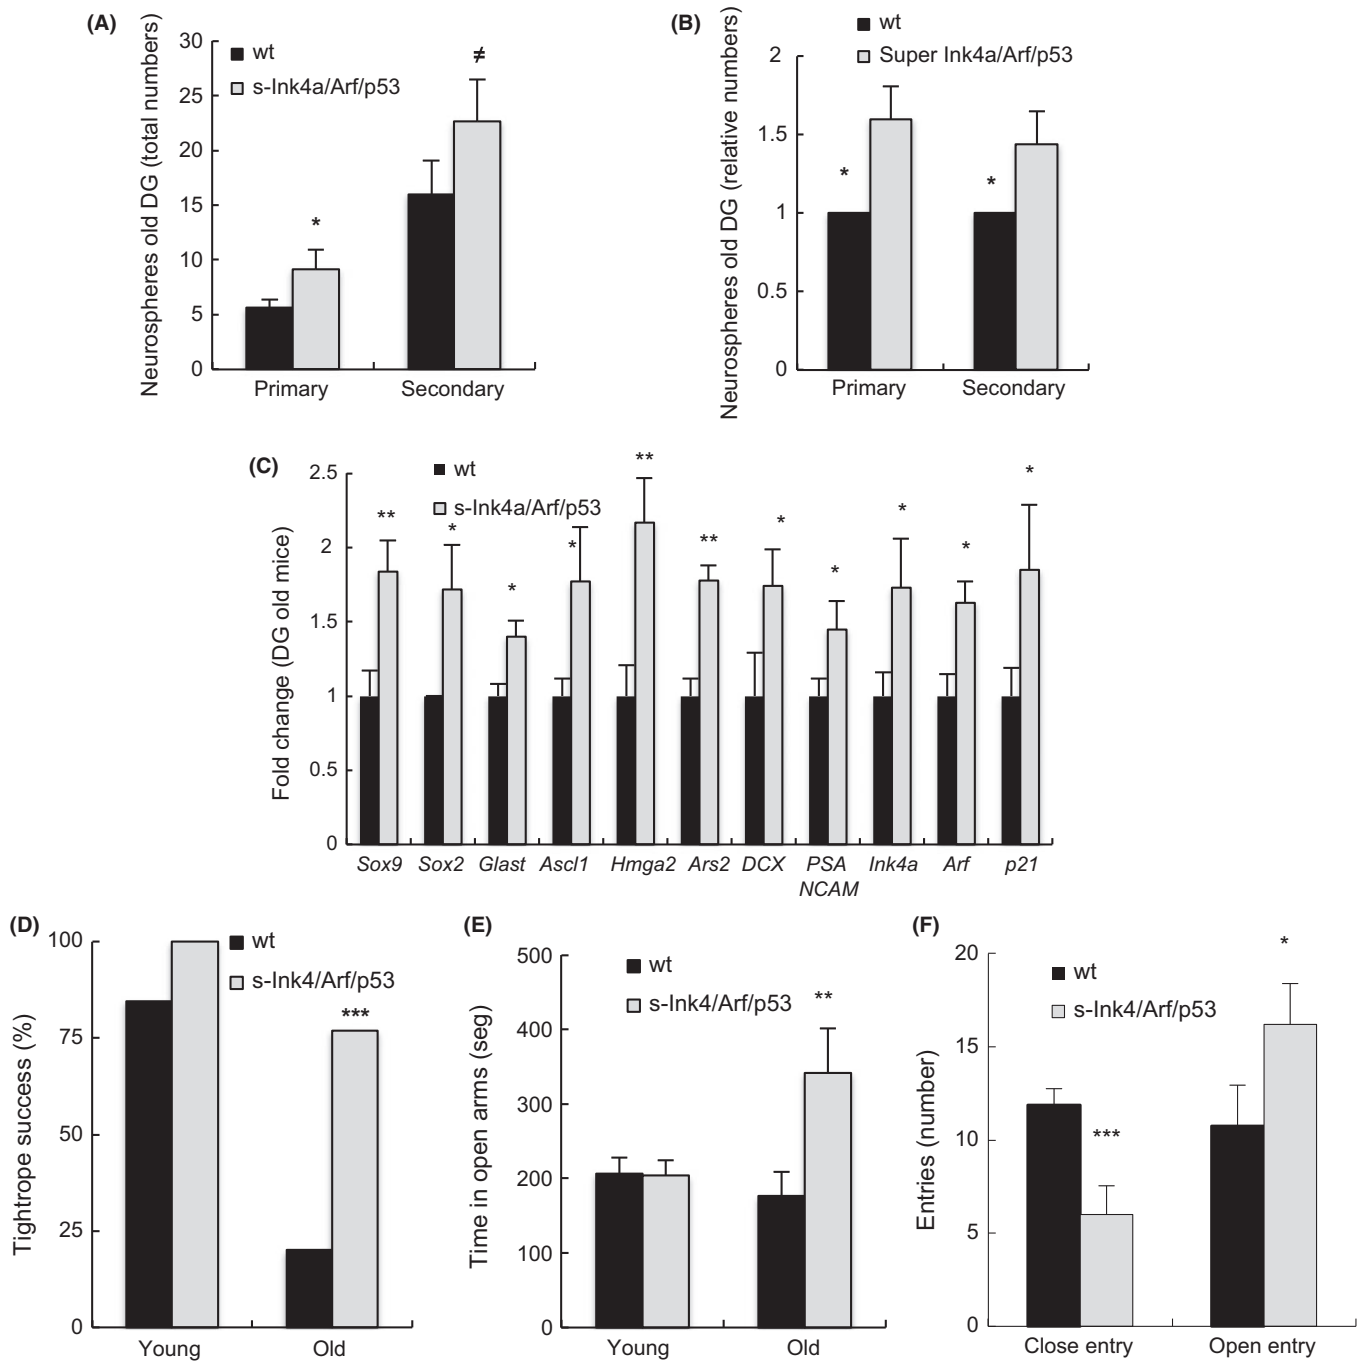 (A)
Neurospheres old DG (total numbers)
30
25
20
15
10
5
0
wt
s-Ink4a/Arf/p53
*
≠
Primary
Secondary
(B)
Neurospheres old DG (relative numbers)
2
1.5
1
0.5
0
wt
Super Ink4a/Arf/p53
*
*
Primary
Secondary
(C)
Fold change (DG old mice)
2.5
2
1.5
1
0.5
0
wt
s-Ink4a/Arf/p53
**
*
*
*
**
**
*
*
*
*
*
Sox9
Sox2
Glast
Ascl1
Hmga2
Ars2
DCX
PSA
NCAM
Ink4a
Arf
p21
(D)
Tightrope success (%)
100
75
50
25
0
wt
s-Ink4/Arf/p53
***
Young
Old
(E)
Time in open arms (seg)
500
400
300
200
100
0
wt
s-Ink4/Arf/p53
**
Young
Old
(F)
Entries (number)
20
15
10
5
0
wt
s-Ink4/Arf/p53
***
*
Close entry
Open entry